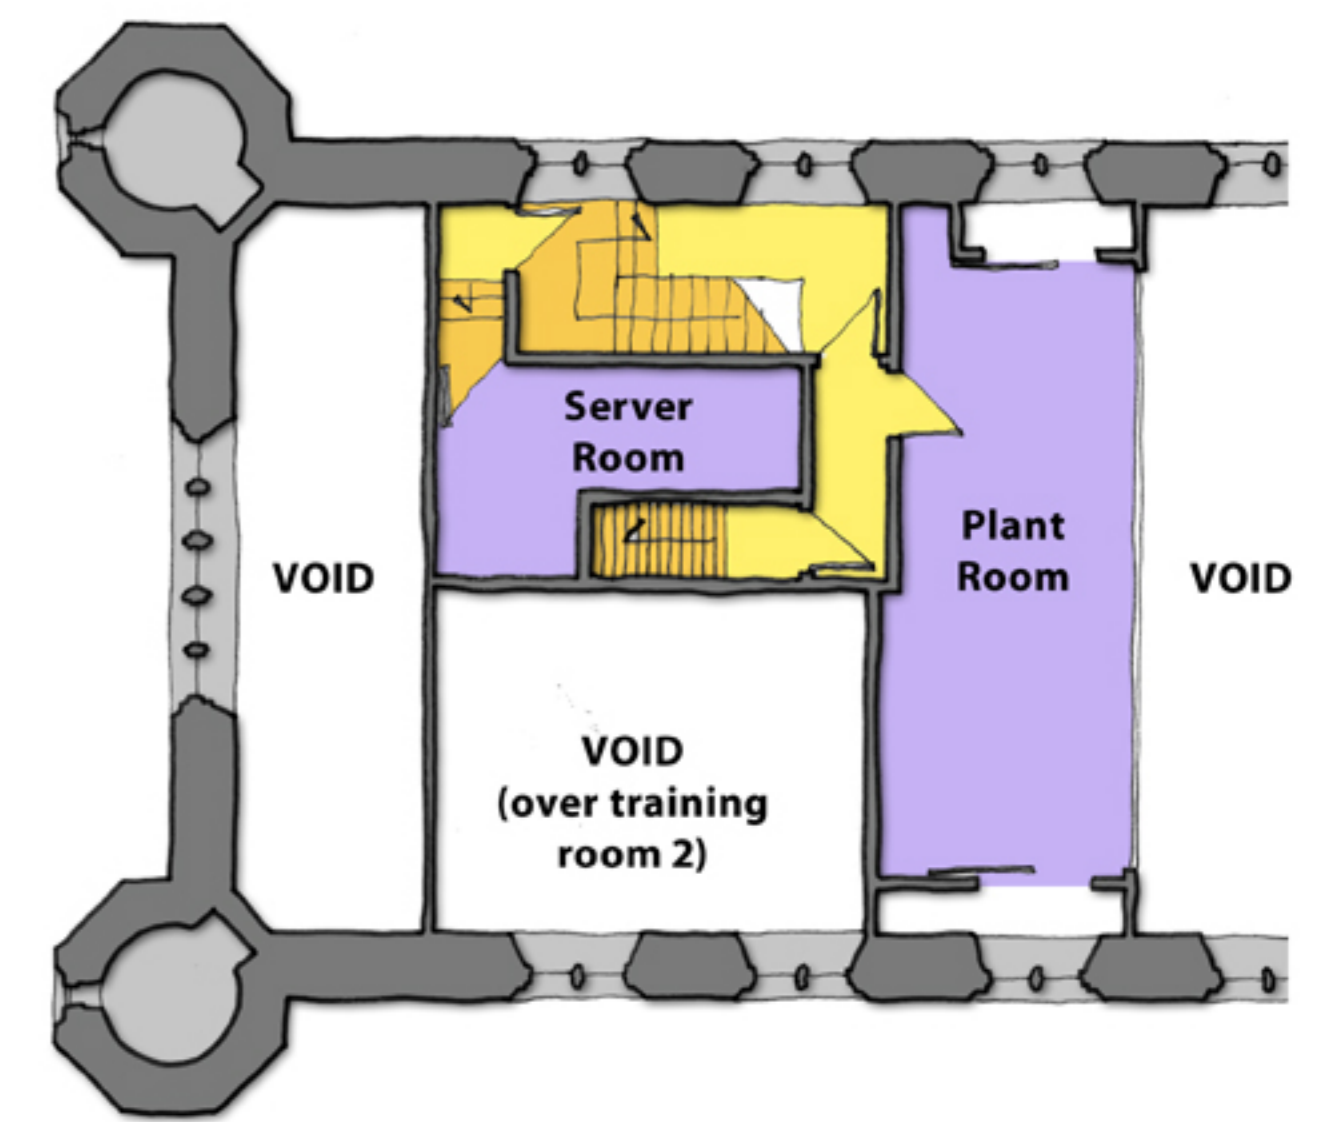 Server
Room
Plant
Room
VOID
VOID
VOID
(over training
room 2)